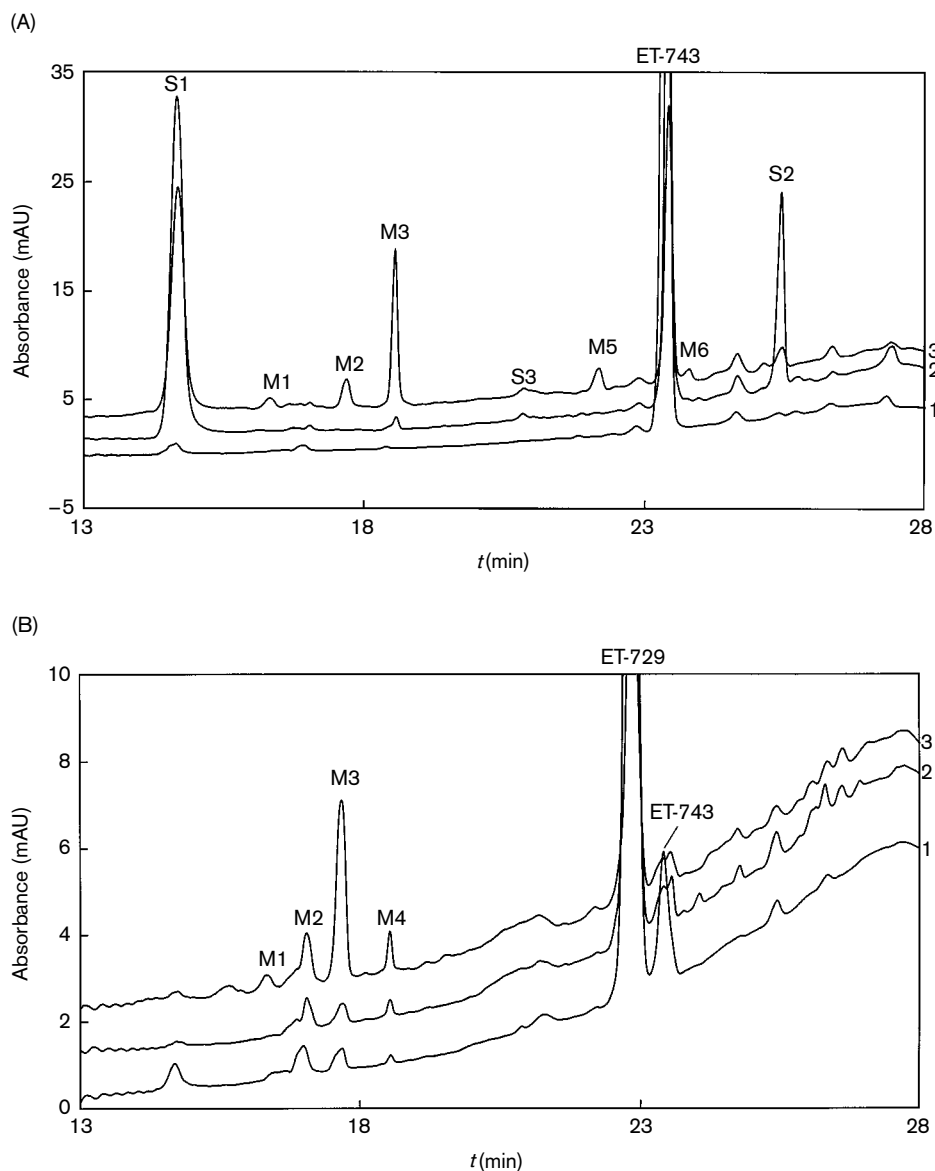 (A)
ET-743
35
S1
S2
25
M3
Absorbance (mAU)
15
M5
M6
M2
M1
S3
3
2
5
1
−5
13
18
23
28
t (min)
(B)
ET-729
10
3
8
2
M3
ET-743
1
6
Absorbance (mAU)
M2
M4
4
M1
2
0
13
18
23
28
t (min)